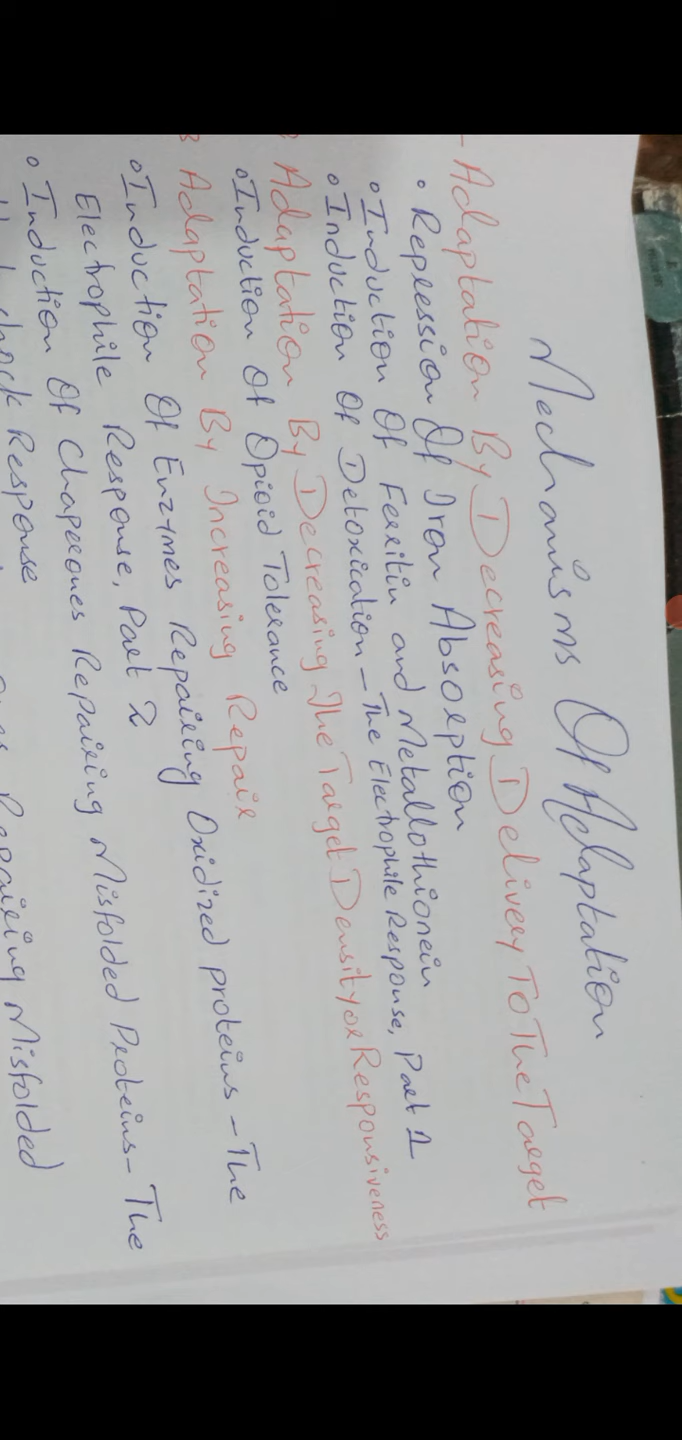 Mechanisms Of Adaptation
- Adaptation By Decreasing Delivery To The Target
• Repression Of Iron Absorption
• Induction Of Ferritin and Metallothionein
• Induction Of Detoxication - The Electrophile Response, Part 1
Adaptation By Decreasing The Target Density or Responsiveness
• Induction Of Opioid Tolerance
3 Adaptation By Increasing Repair
• Induction Of Enzymes Repairing Oxidized proteins - The
Electrophile Response, Part 2
• Induction Of Chaperones Repairing Misfolded Proteins - The
shock Response
Repairing Misfolded